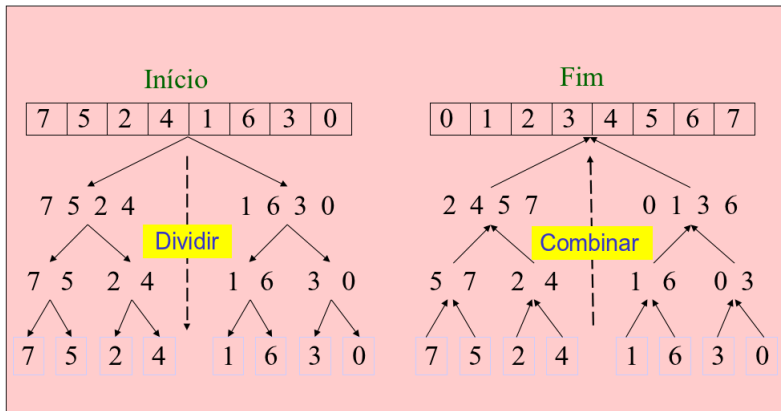 Início
7 5 2 4 1 6 3 0
7 5 2 4 1 6 3 0
Dividir
7 5 2 4 1 6 3 0
7 5 2 4 1 6 3 0
Fim
0 1 2 3 4 5 6 7
2 4 5 7 0 1 3 6
Combinar
5 7 2 4 1 6 0 3
7 5 2 4 1 6 3 0